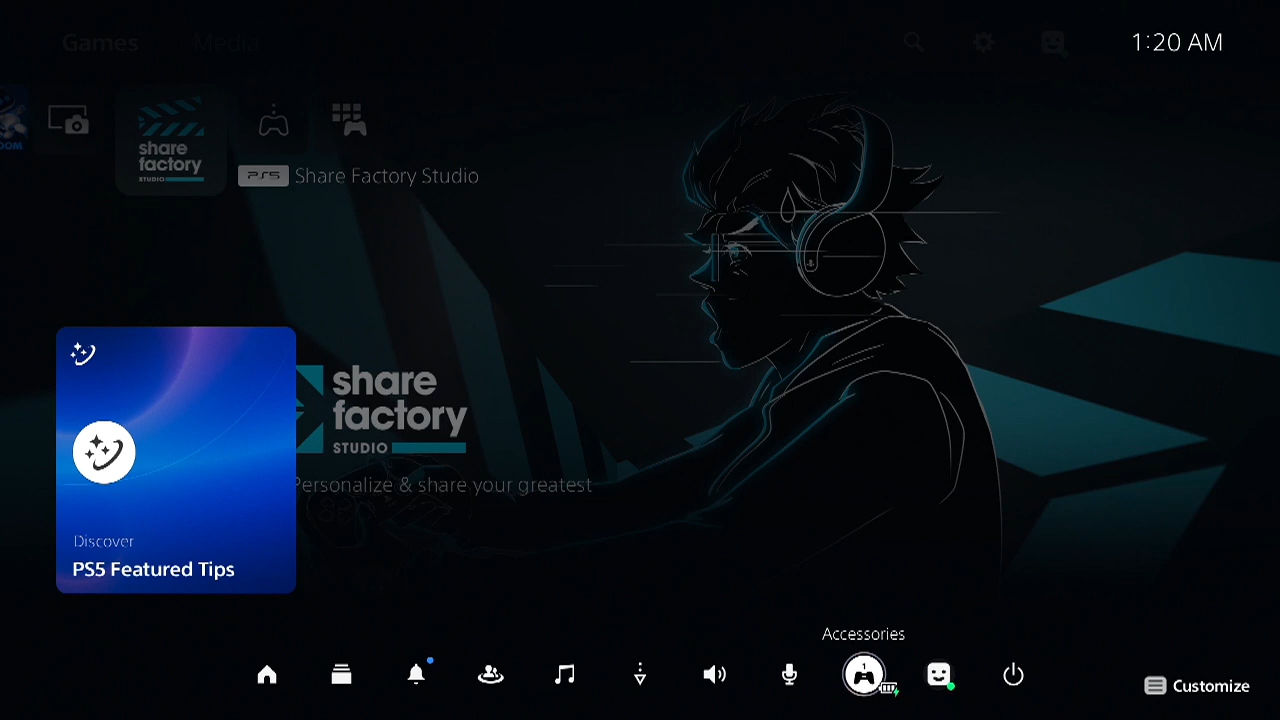 Games
Media
1:20 AM
share
factory
STUDIO
PS5
Share Factory Studio
share
factory
STUDIO
Personalize & share your greatest
Discover
PS5 Featured Tips
Accessories
1
Customize